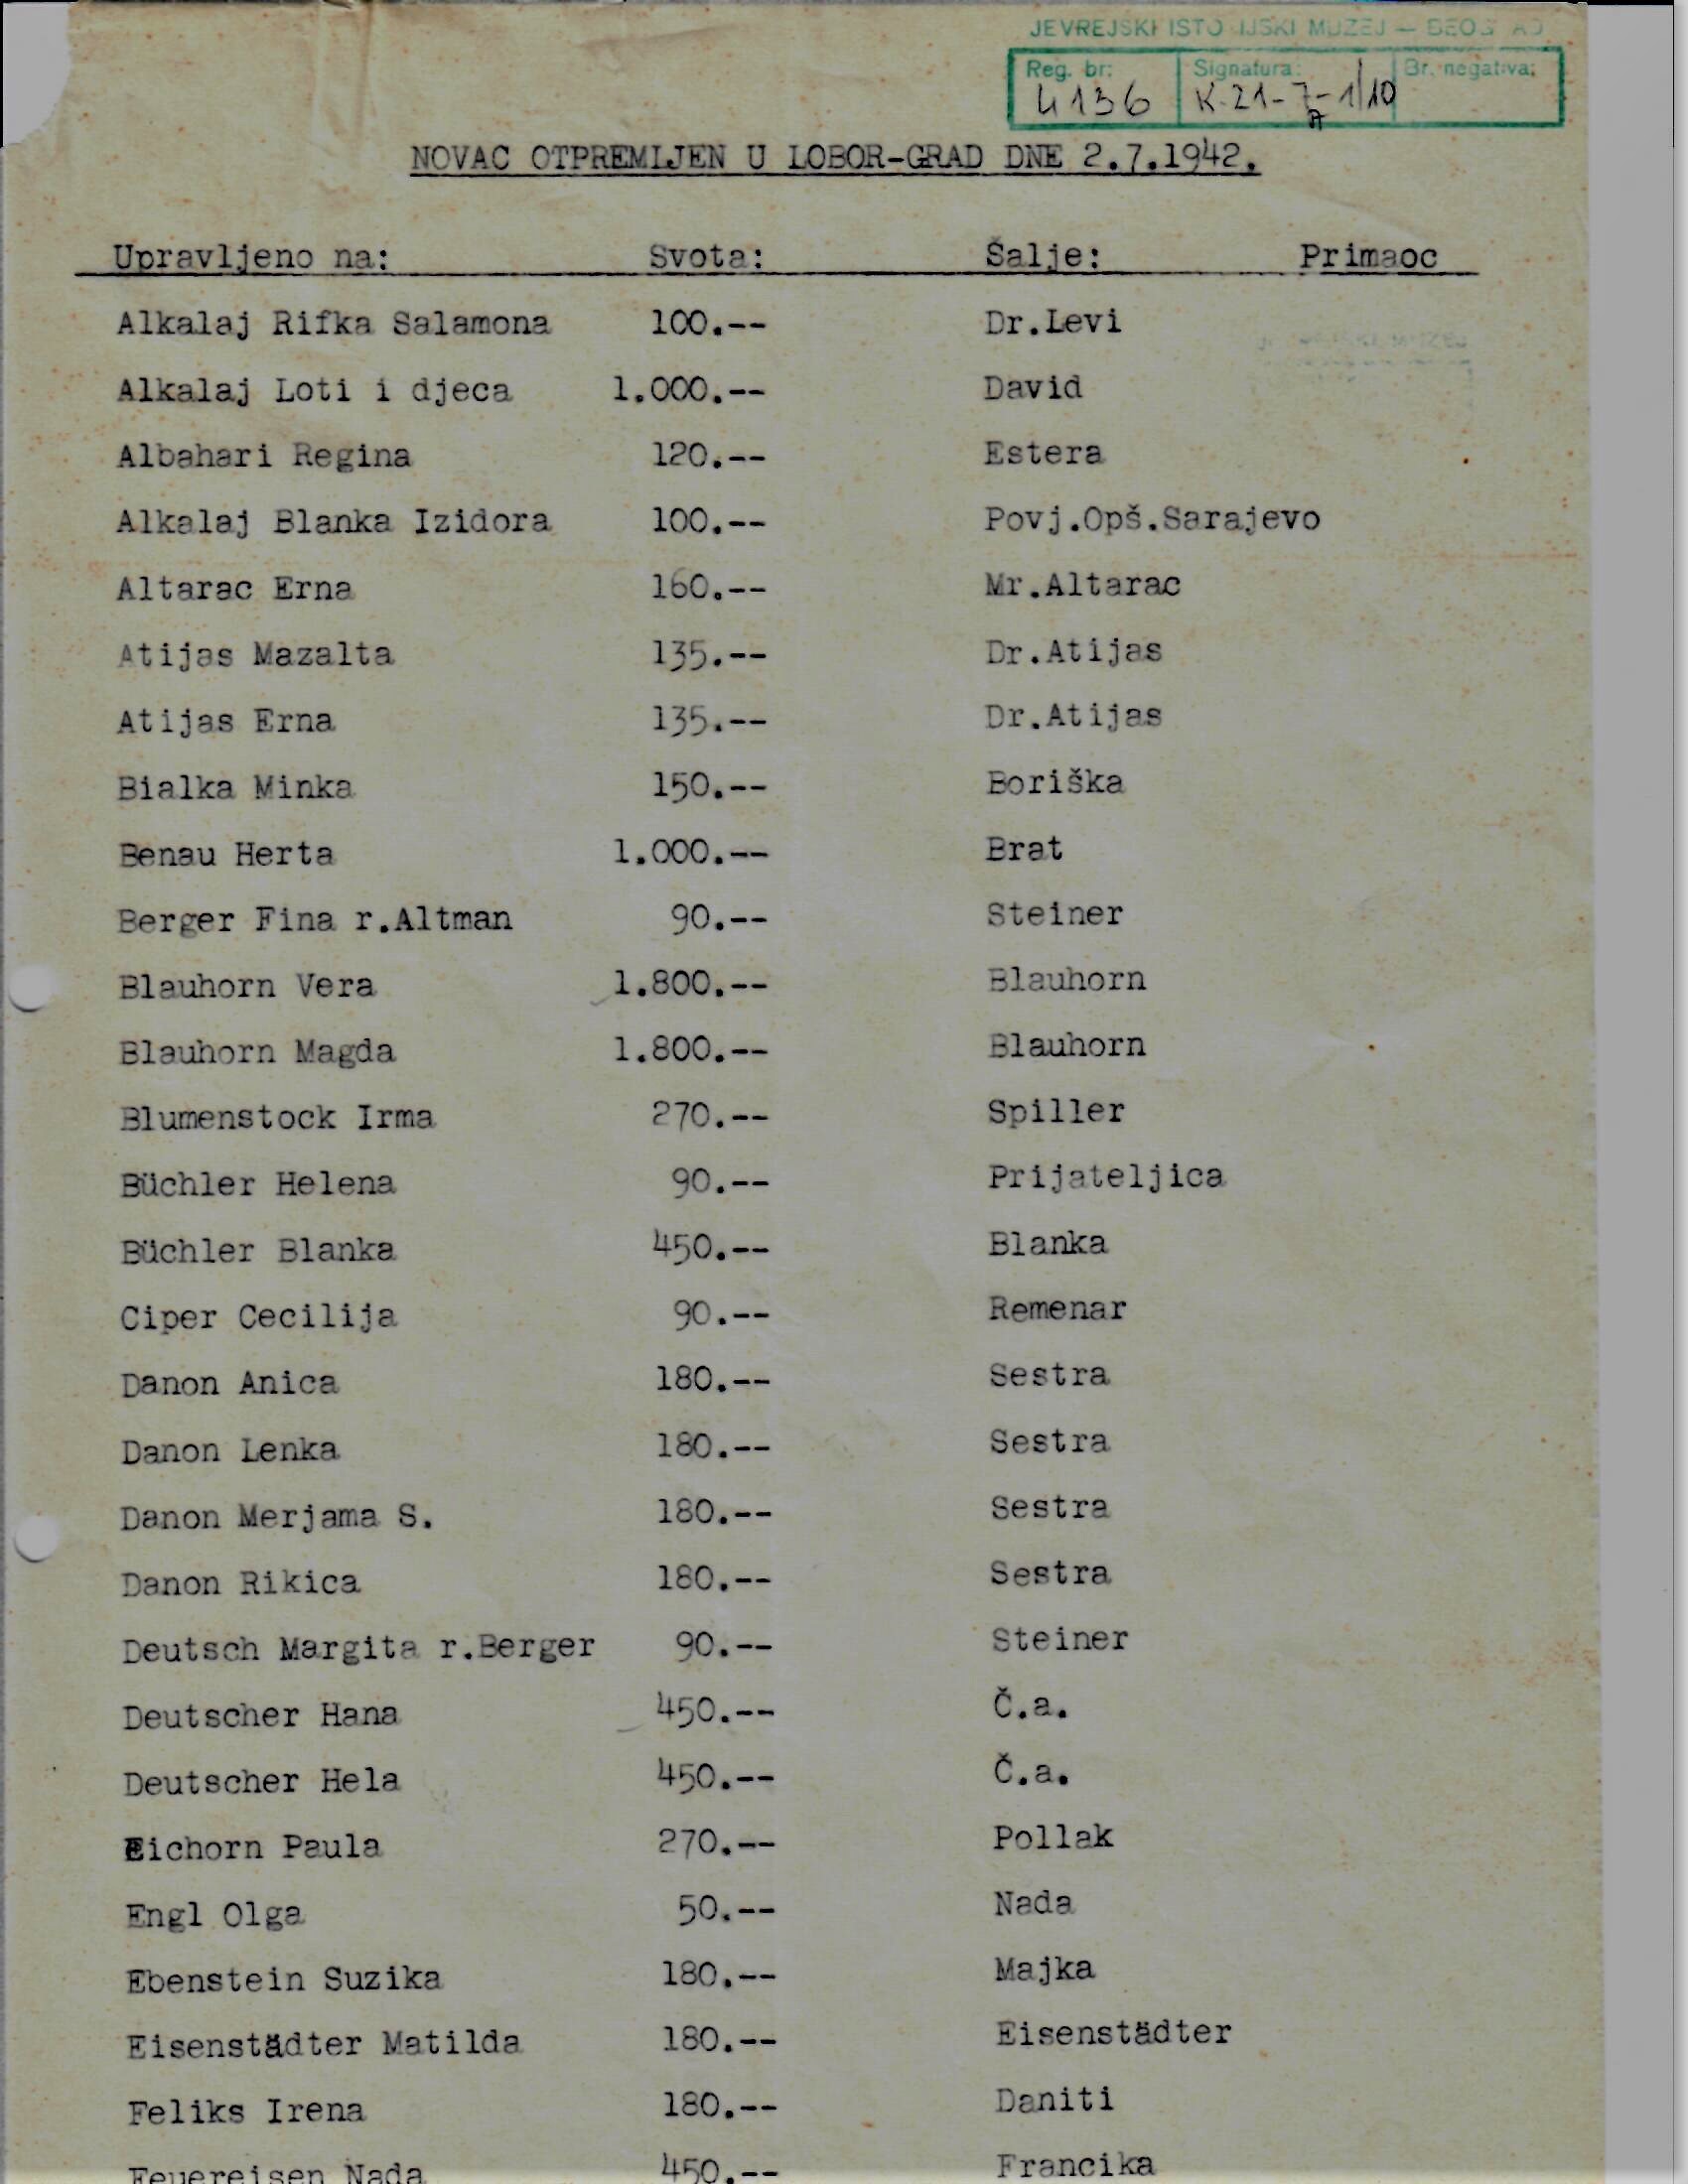 JEVREJSKI ISTO IJSKI MUZEJ — BEOG AD
Reg. br: Signatura: Br. negativa:
4136 K-21-7-1/10
A
NOVAC OTPREMIJEN U LOBOR-GRAD DNE 2.7.1942.
Upravljeno na: Svota: Šalje: Primaoc
Alkalaj Rifka Salamona 100.-- Dr.Levi
Alkalaj Loti i djeca 1.000.-- David
Albahari Regina 120.-- Estera
Alkalaj Blanka Izidora 100.-- Povj.Opš.Sarajevo
Altarac Erna 160.-- Mr.Altarac
Atijas Mazalta 135.-- Dr.Atijas
Atijas Erna 135.-- Dr.Atijas
Bialka Minka 150.-- Boriška
Benau Herta 1.000.-- Brat
Berger Fina r.Altman 90.-- Steiner
Blauhorn Vera 1.800.-- Blauhorn
Blauhorn Magda 1.800.-- Blauhorn
Blumenstock Irma 270.-- Spiller
Büchler Helena 90.-- Prijateljica
Büchler Blanka 450.-- Blanka
Ciper Cecilija 90.-- Remenar
Danon Anica 180.-- Sestra
Danon Lenka 180.-- Sestra
Danon Merjama S. 180.-- Sestra
Danon Rikica 180.-- Sestra
Deutsch Margita r.Berger 90.-- Steiner
Deutscher Hana 450.-- Č.a.
Deutscher Hela 450.-- Č.a.
Eichorn Paula 270.-- Pollak
Engl Olga 50.-- Nada
Ebenstein Suzika 180.-- Majka
Eisenstädter Matilda 180.-- Eisenstädter
Feliks Irena 180.-- Daniti
Feuereisen Nada 450.-- Francika